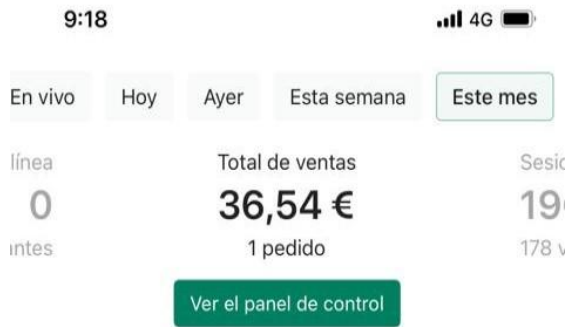 9:18 4G
En vivo Hoy Ayer Esta semana Este mes
línea Total de ventas
0 36,54 € 19
1 pedido 178
Ver el panel de control